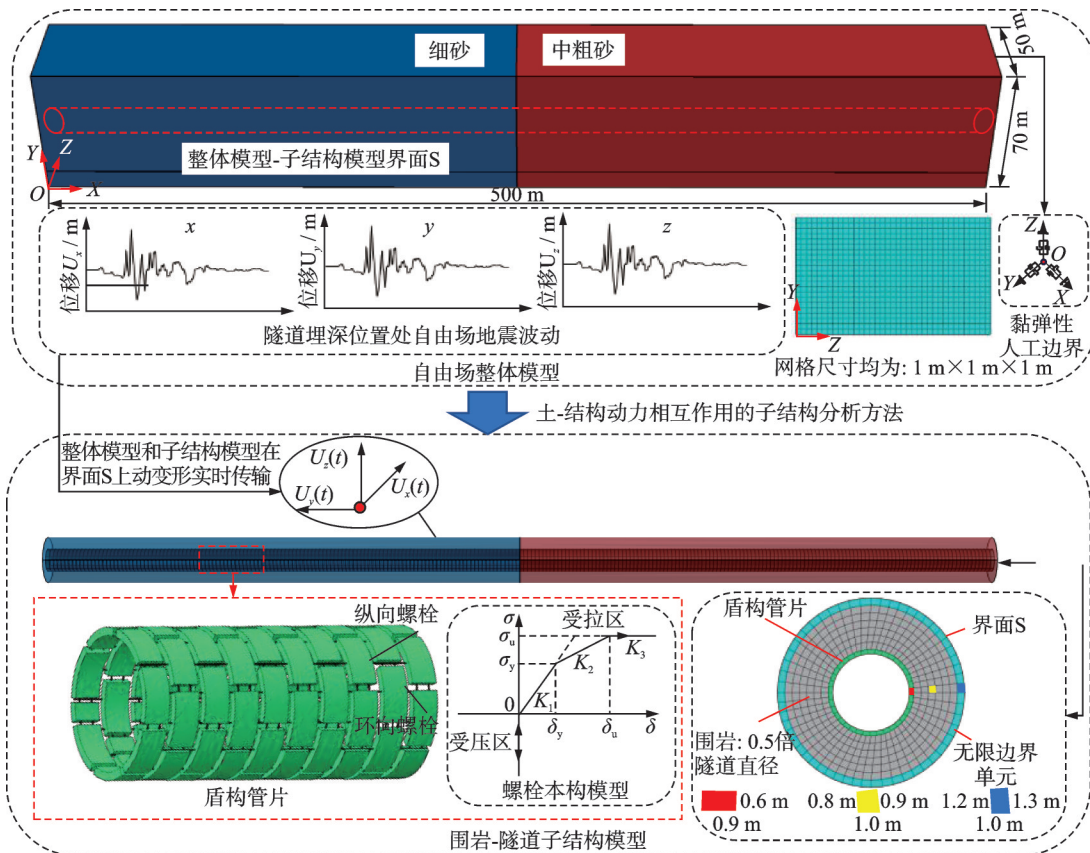 细砂
中粗砂
50 m
70 m
整体模型-子结构模型界面S
Y
Z
O
X
500 m
位移Uₓ / m
x
位移U_y / m
y
位移U_z / m
z
隧道埋深位置处自由场地震波动
Y
Z
网格尺寸均为: 1 m×1 m×1 m
Z
O
Y
X
黏弹性
人工边界
自由场整体模型
土-结构动力相互作用的子结构分析方法
整体模型和子结构模型在
界面S上动变形实时传输
U_z(t)
U_y(t)
Uₓ(t)
纵向螺栓
环向螺栓
盾构管片
σ
σ_u
σ_y
0
受拉区
K₃
K₂
K₁
δ_y
δ_u
δ
受压区
螺栓本构模型
盾构管片
界面S
围岩: 0.5倍
隧道直径
无限边界
单元
0.6 m
0.9 m
0.8 m
0.9 m
1.0 m
1.2 m
1.3 m
1.0 m
围岩-隧道子结构模型